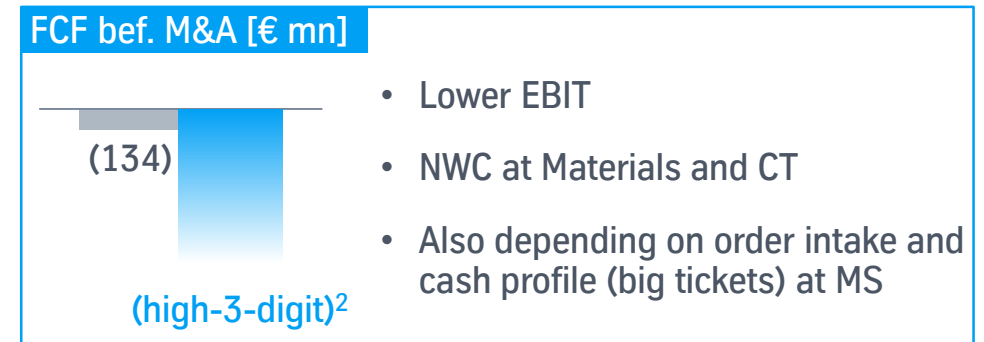 FCF bef. M&A [€ mn]
(134)
(high-3-digit)²
• Lower EBIT
• NWC at Materials and CT
• Also depending on order intake and
cash profile (big tickets) at MS